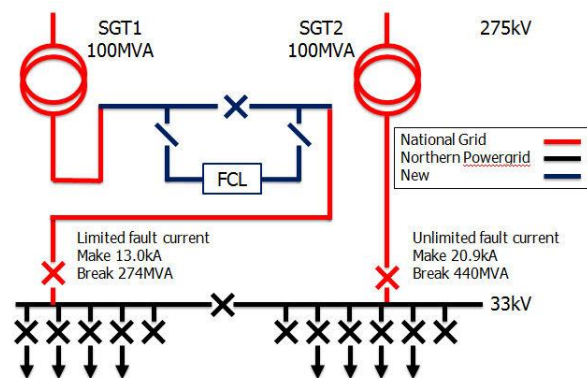 SGT1
100MVA
SGT2
100MVA
275kV
National Grid
Northern Powergrid
New
FCL
Limited fault current
Make 13.0kA
Break 274MVA
Unlimited fault current
Make 20.9kA
Break 440MVA
33kV